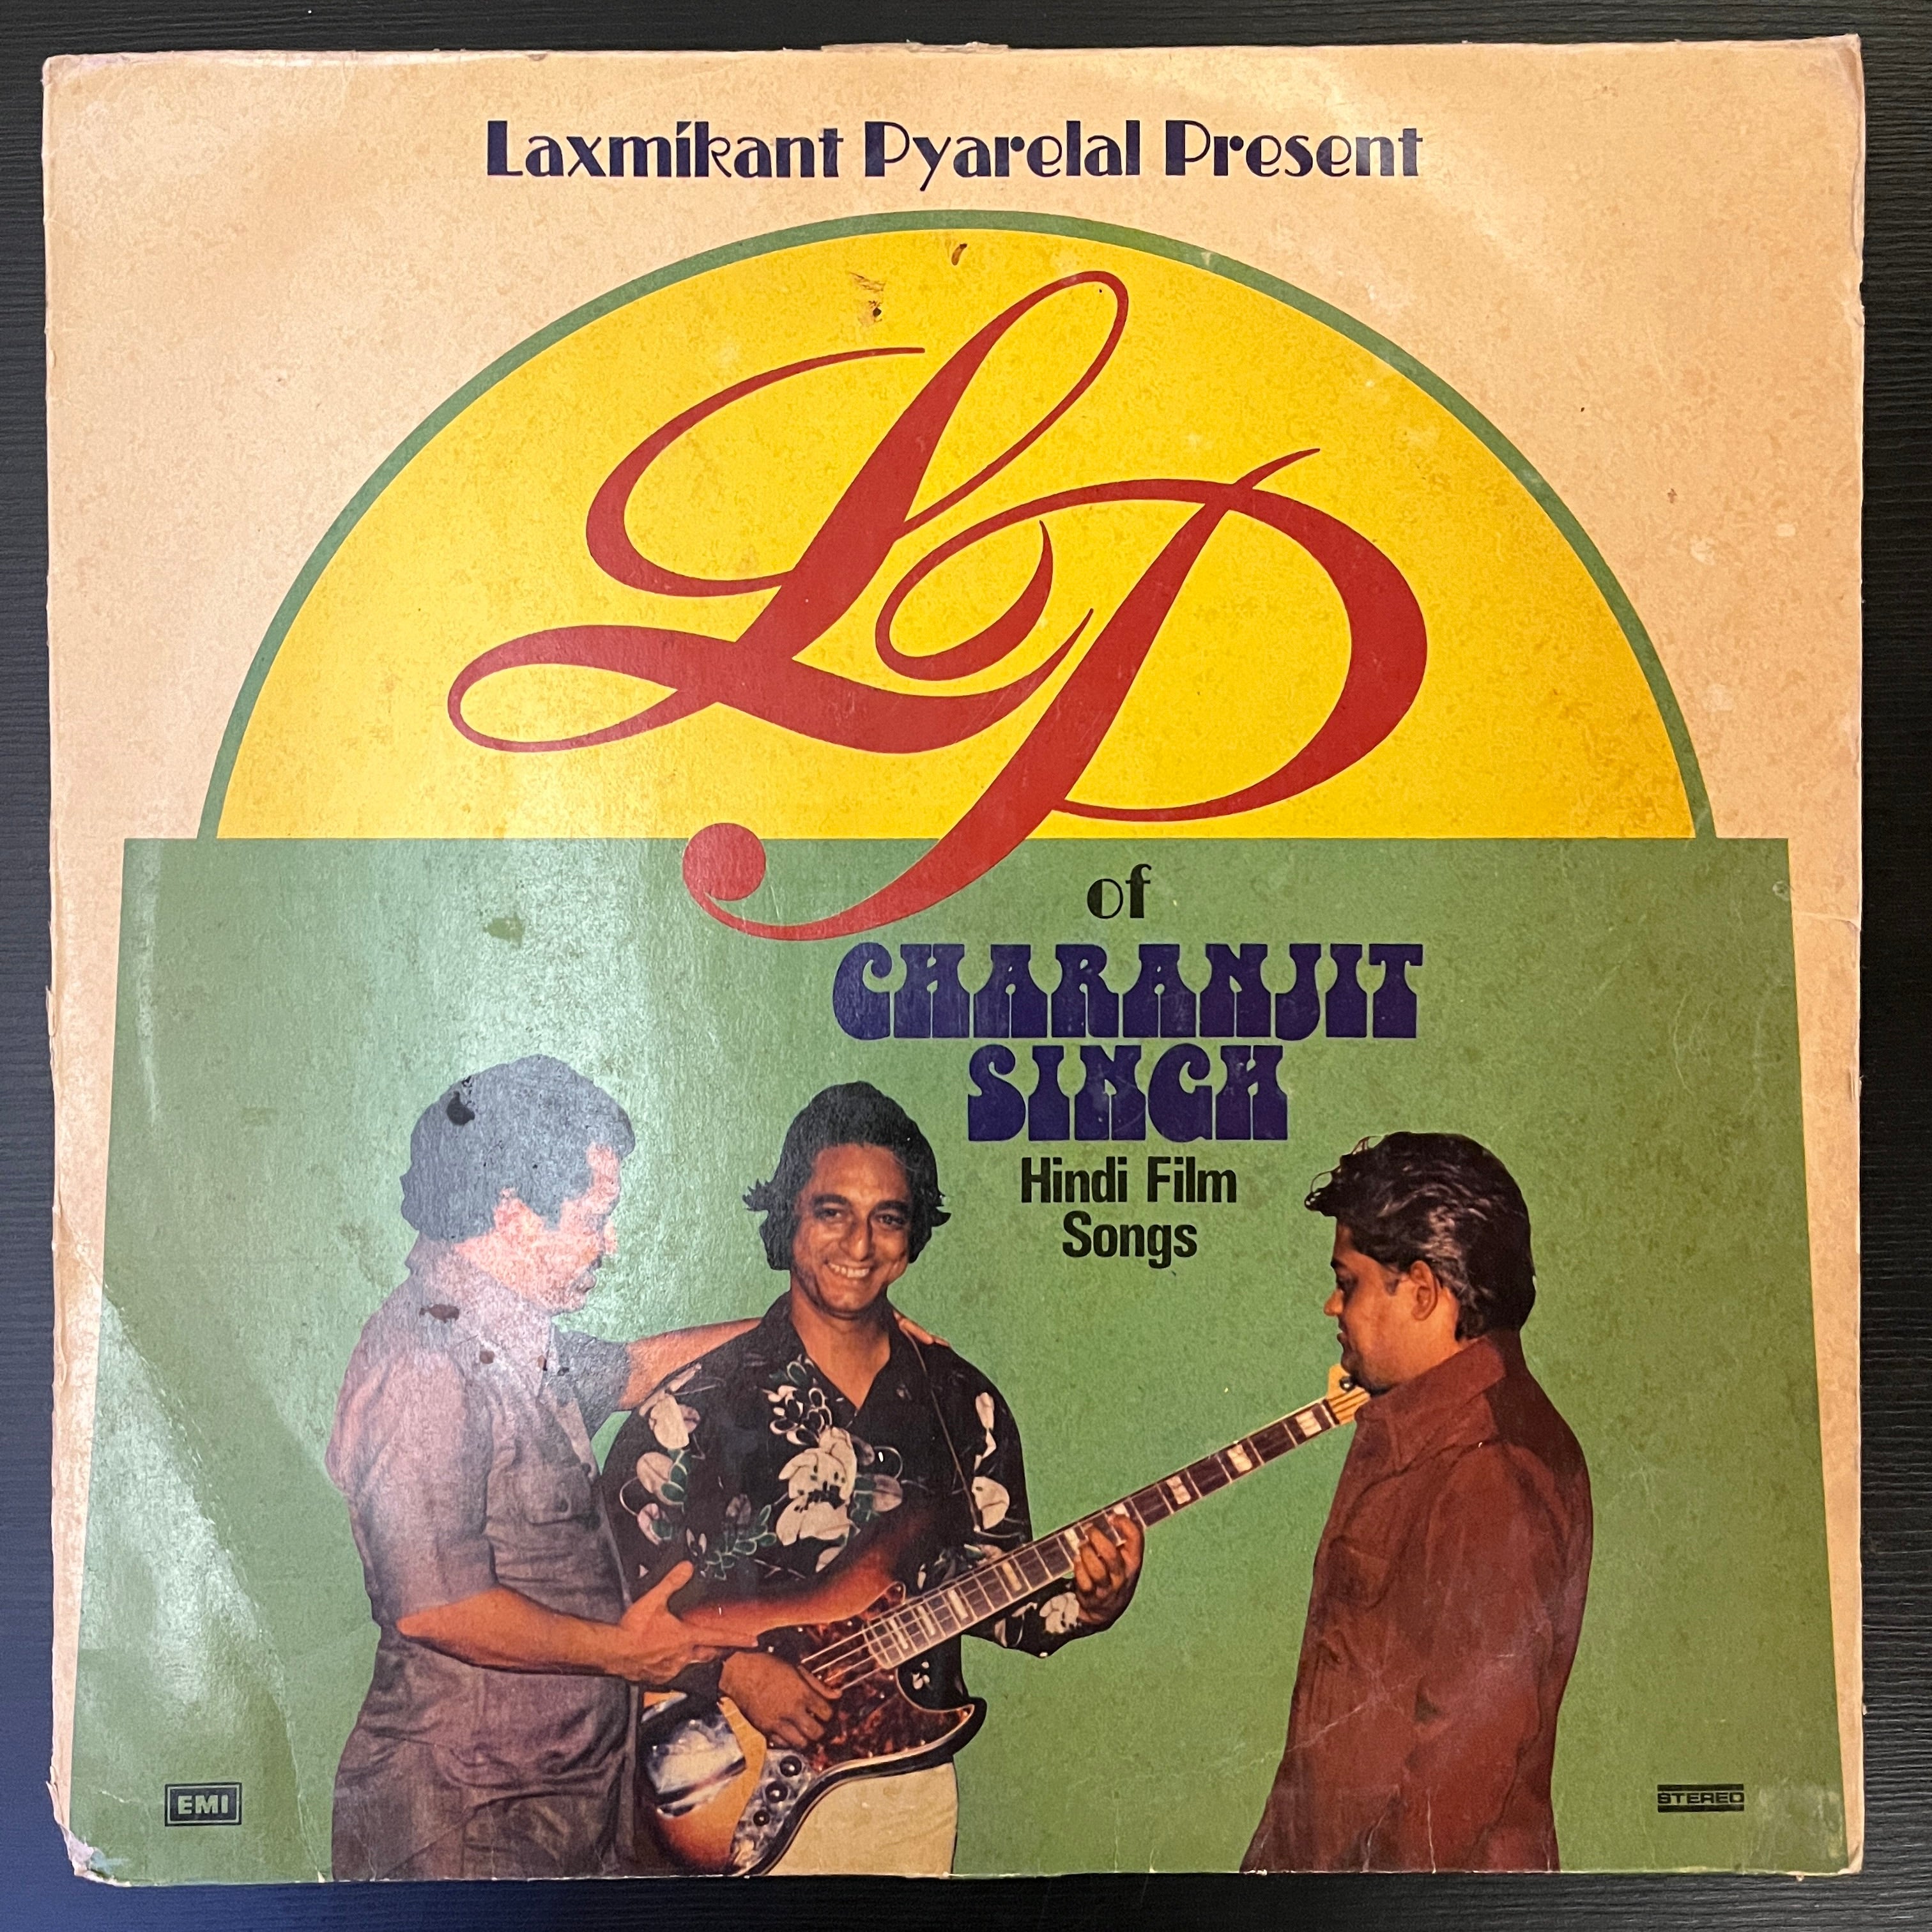 Laxmikant Pyarelal Present
LP
of
CHARANJIT
SINGH
Hindi Film
Songs
EMI
STEREO